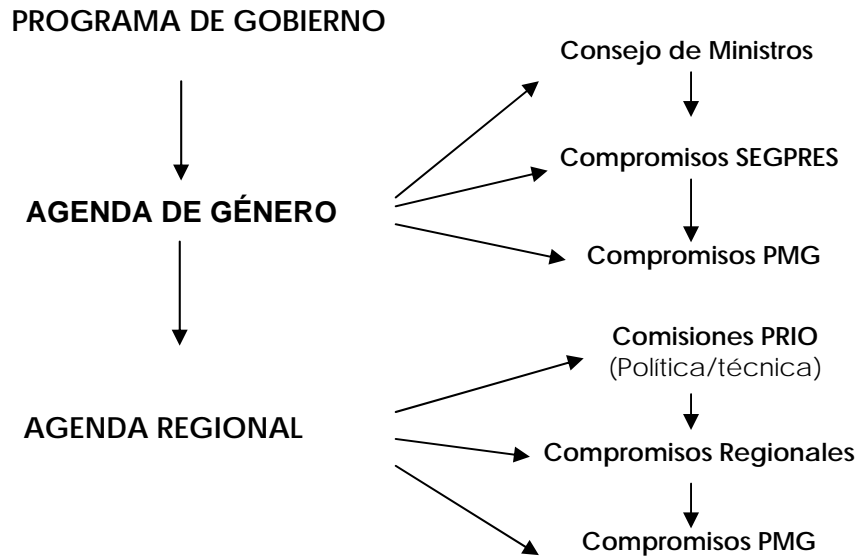 PROGRAMA DE GOBIERNO
Consejo de Ministros
Compromisos SEGPRES
AGENDA DE GÉNERO
Compromisos PMG
Comisiones PRIO
(Política/técnica)
AGENDA REGIONAL
Compromisos Regionales
Compromisos PMG